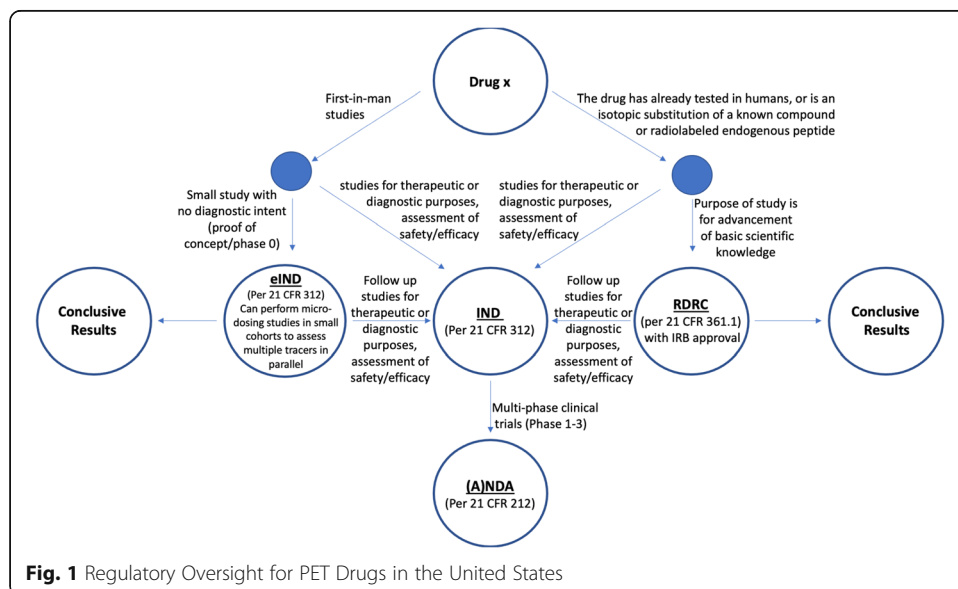 Drug x
First-in-man
studies
The drug has already tested in humans, or is an
isotopic substitution of a known compound
or radiolabeled endogenous peptide
Small study with
no diagnostic intent
(proof of
concept/phase 0)
studies for therapeutic or
diagnostic purposes,
assessment of
safety/efficacy
studies for therapeutic or
diagnostic purposes,
assessment of
safety/efficacy
Purpose of study is
for advancement
of basic scientific
knowledge
Conclusive
Results
eIND
(Per 21 CFR 312)
Can perform micro-
dosing studies in small
cohorts to assess
multiple tracers in
parallel
Follow up
studies for
therapeutic or
diagnostic
purposes,
assessment of
safety/efficacy
IND
(Per 21 CFR 312)
Follow up
studies for
therapeutic or
diagnostic
purposes,
assessment of
safety/efficacy
RDRC
(per 21 CFR 361.1)
with IRB approval
Conclusive
Results
Multi-phase clinical
trials (Phase 1-3)
(A)NDA
(Per 21 CFR 212)
Fig. 1 Regulatory Oversight for PET Drugs in the United States